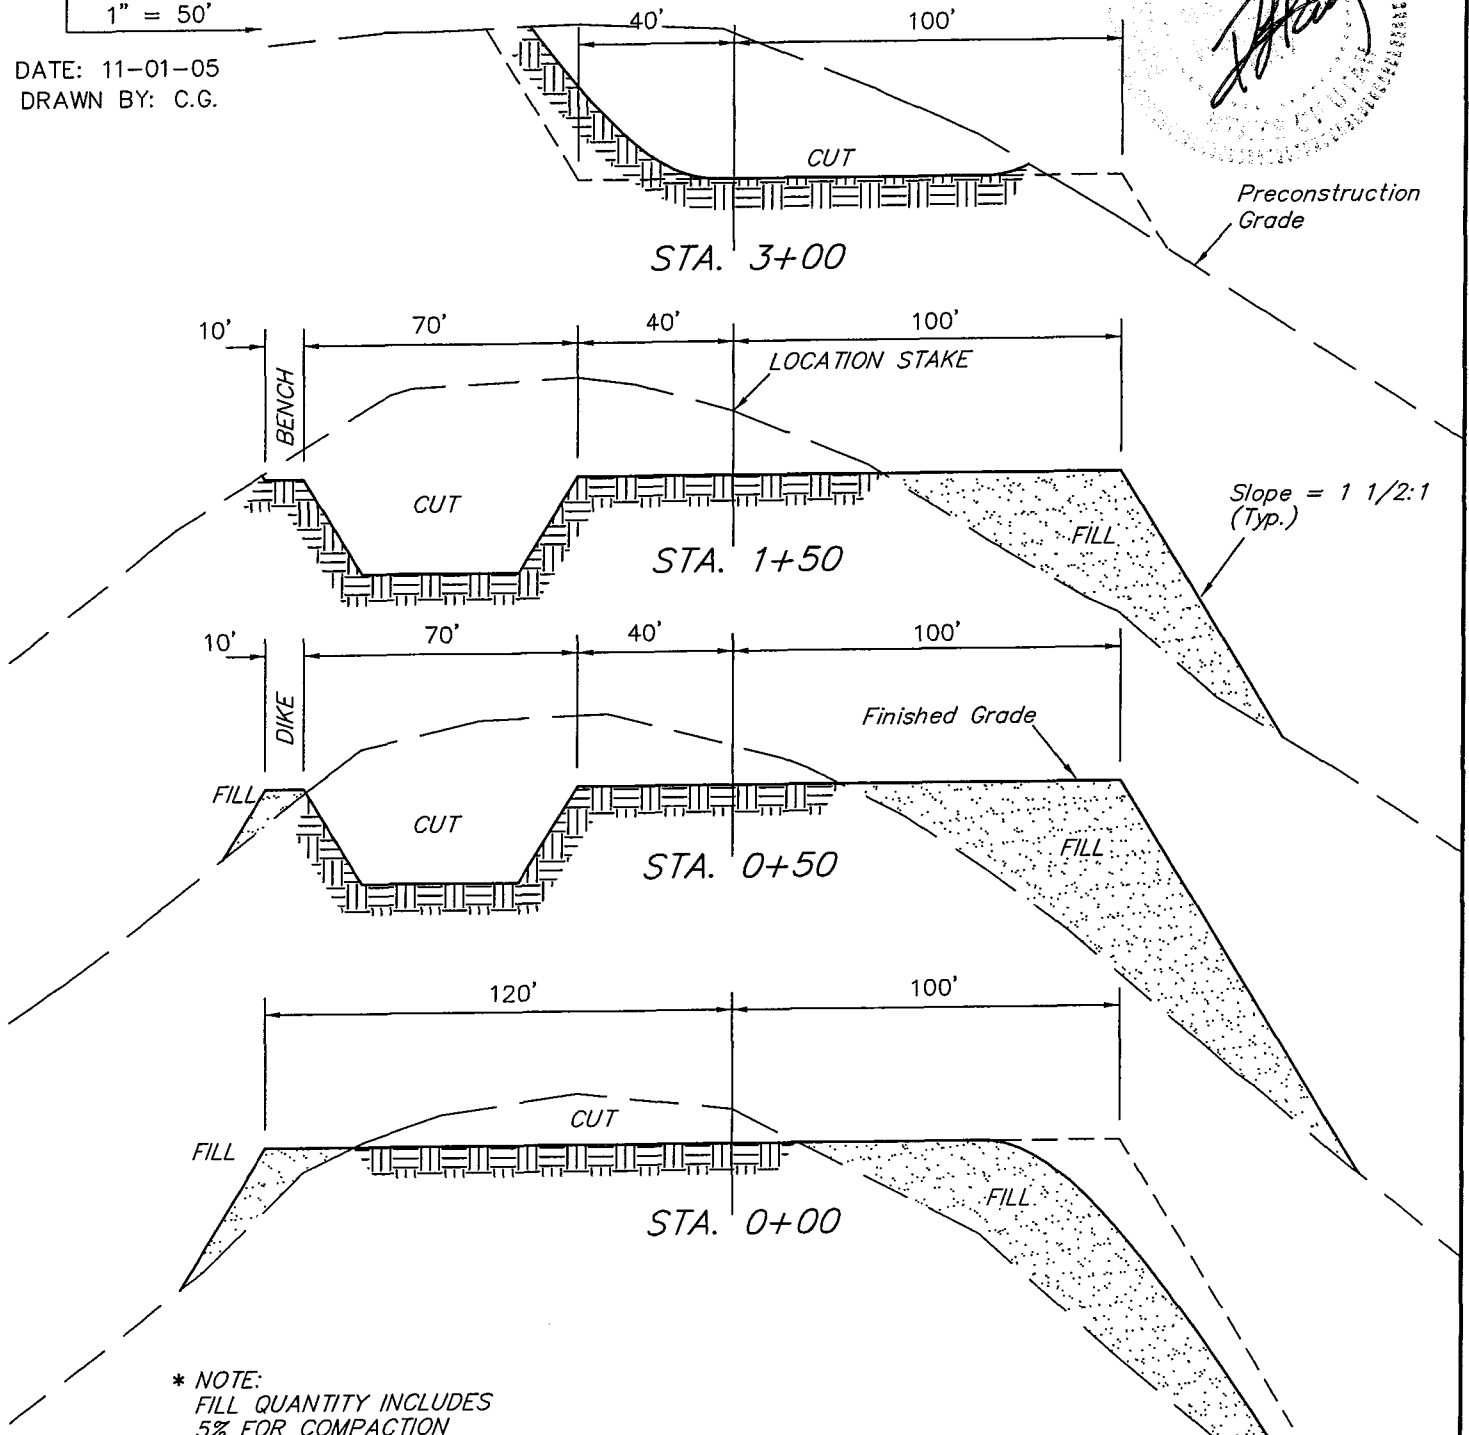 1" = 50'
DATE: 11-01-05
DRAWN BY: C.G.
40' 100'
CUT
Preconstruction
Grade
STA. 3+00
10' 70' 40' 100'
BENCH
LOCATION STAKE
CUT
Slope = 1 1/2:1
(Typ.)
FILL
STA. 1+50
10' 70' 40' 100'
DIKE
Finished Grade
FILL
CUT
FILL
STA. 0+50
120' 100'
CUT
FILL
FILL
STA. 0+00
* NOTE:
FILL QUANTITY INCLUDES
5% FOR COMPACTION